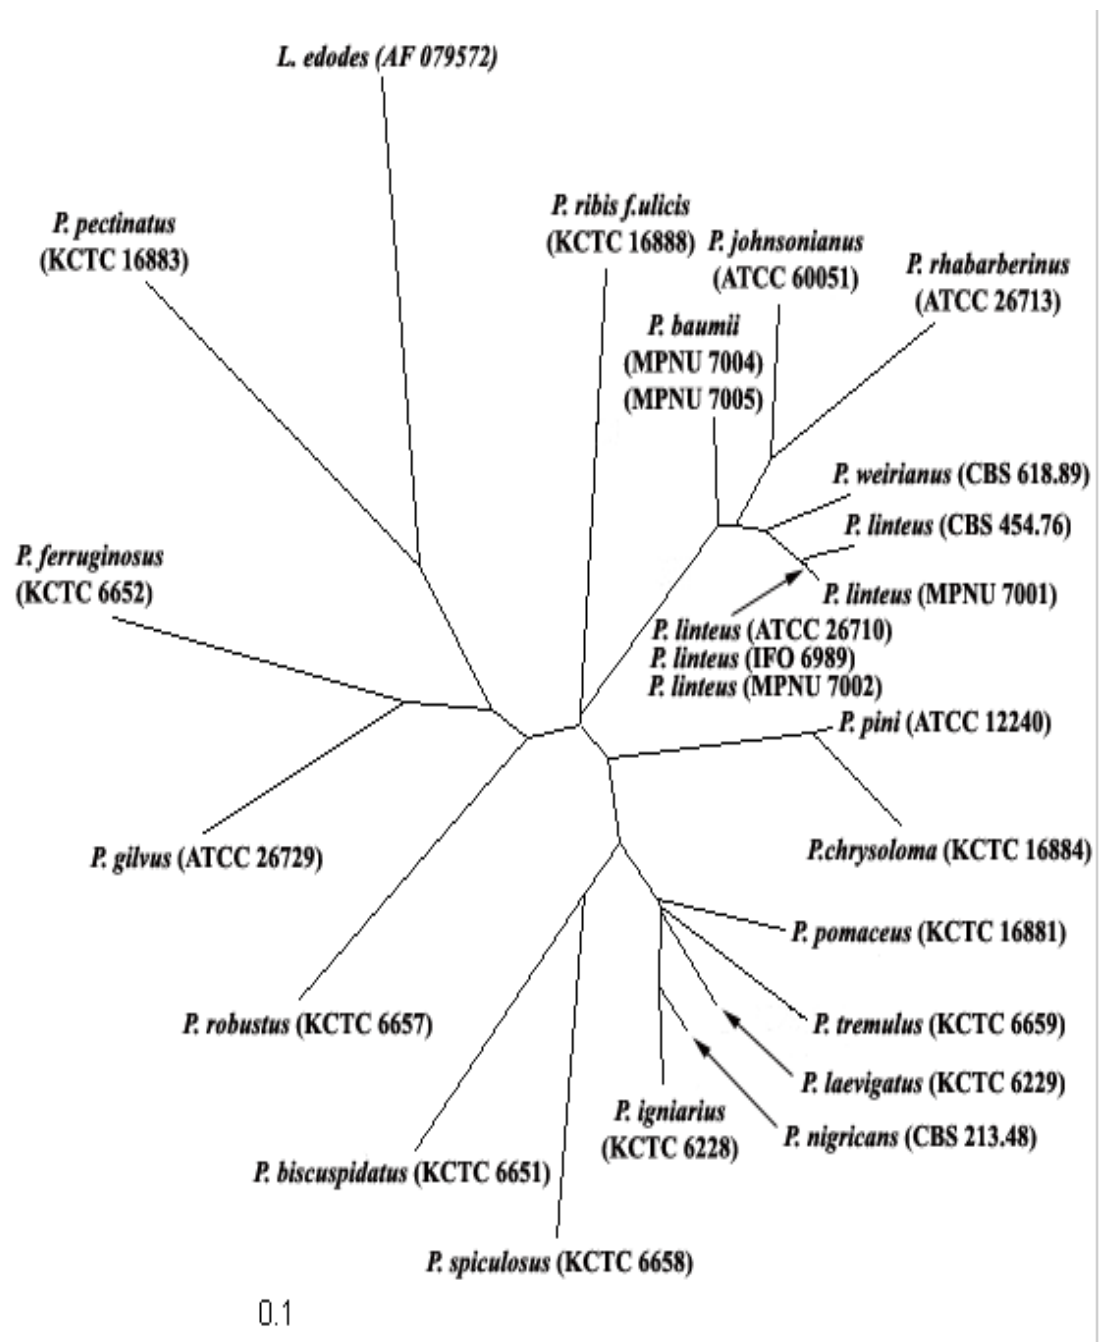 L. edodes (AF 079572)
P. pectinatus
(KCTC 16883)
P. ribis f.ulicis
(KCTC 16888)
P. johnsonianus
(ATCC 60051)
P. rhabarberinus
(ATCC 26713)
P. baumii
(MPNU 7004)
(MPNU 7005)
P. weirianus (CBS 618.89)
P. linteus (CBS 454.76)
P. ferruginosus
(KCTC 6652)
P. linteus (MPNU 7001)
P. linteus (ATCC 26710)
P. linteus (IFO 6989)
P. linteus (MPNU 7002)
P. pini (ATCC 12240)
P. gilvus (ATCC 26729)
P.chrysoloma (KCTC 16884)
P. pomaceus (KCTC 16881)
P. robustus (KCTC 6657)
P. tremulus (KCTC 6659)
P. laevigatus (KCTC 6229)
P. igniarius
(KCTC 6228)
P. nigricans (CBS 213.48)
P. biscuspidatus (KCTC 6651)
P. spiculosus (KCTC 6658)
0.1